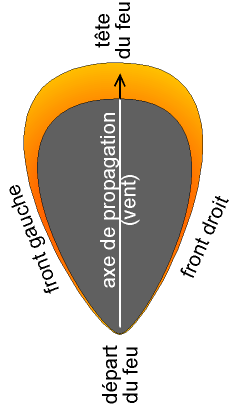 tête
du feu
axe de propagation
(vent)
front gauche
front droit
départ
du feu